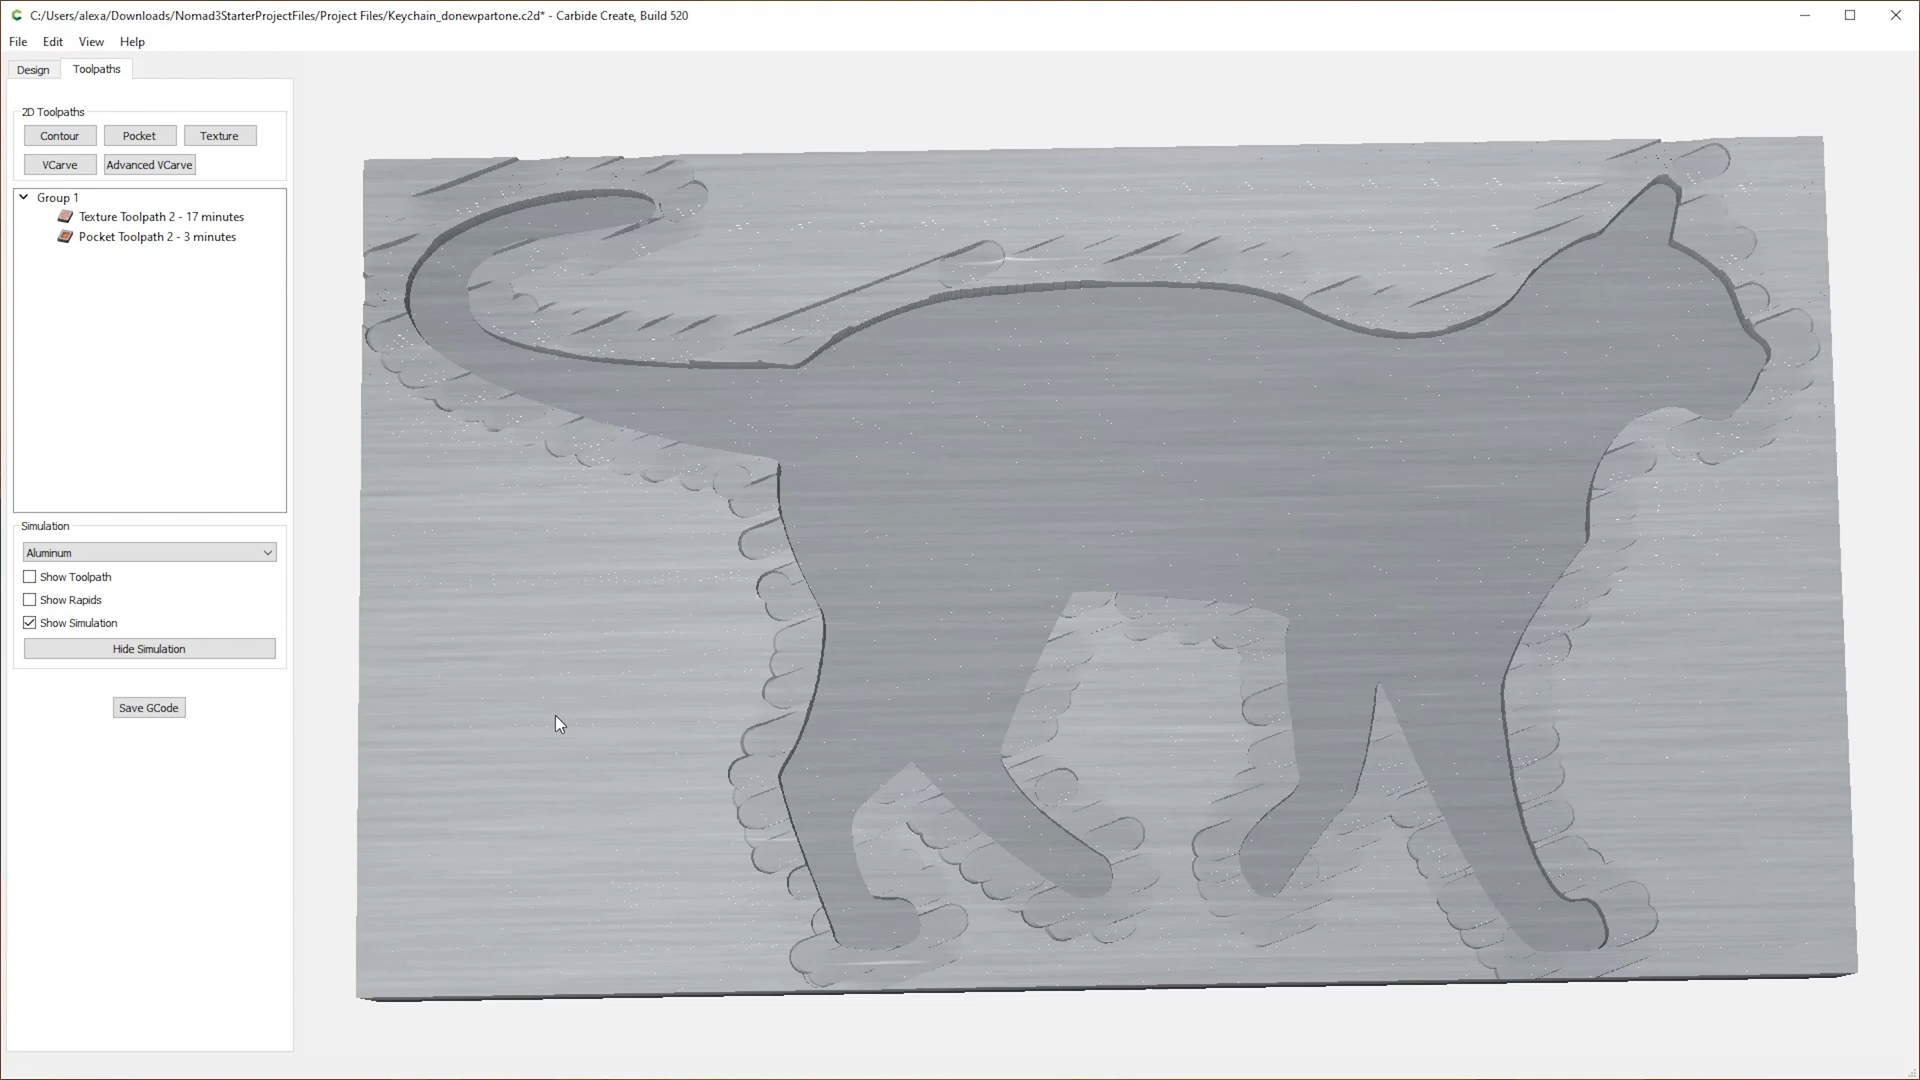 C:/Users/alexa/Downloads/Nomad3StarterProjectFiles/Project Files/Keychain_donewpartone.c2d* - Carbide Create, Build 520
File Edit View Help
Design Toolpaths
2D Toolpaths
Contour Pocket Texture
VCarve Advanced VCarve
Group 1
Texture Toolpath 2 - 17 minutes
Pocket Toolpath 2 - 3 minutes
Simulation
Aluminum
Show Toolpath
Show Rapids
Show Simulation
Hide Simulation
Save GCode